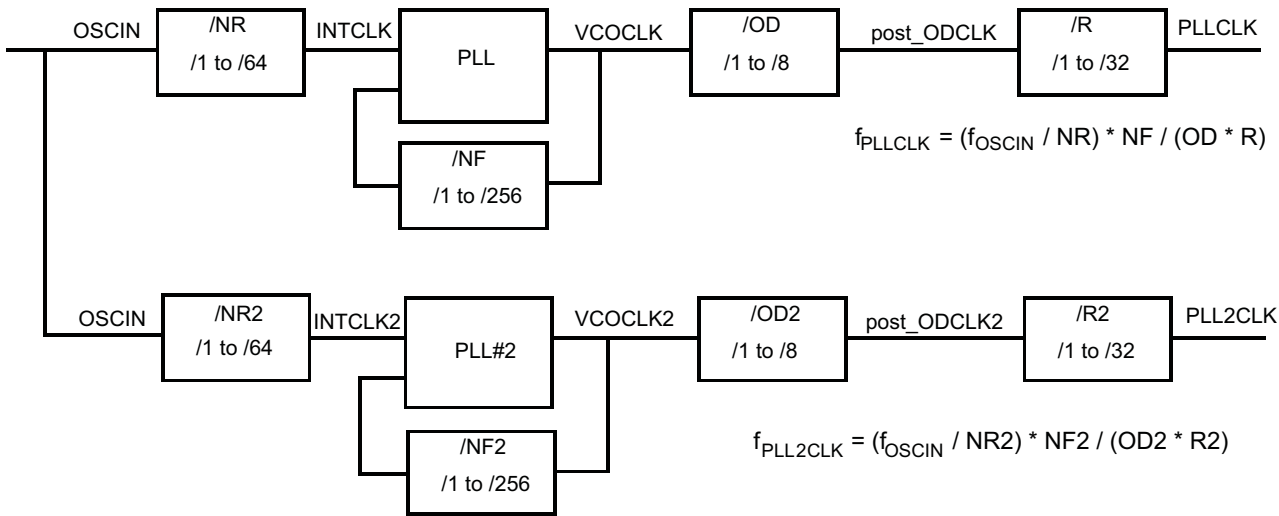 OSCIN
/NR
/1 to /64
INTCLK
PLL
VCOCLK
/OD
/1 to /8
post_ODCLK
/R
/1 to /32
PLLCLK
/NF
/1 to /256
fPLLCLK = (fOSCIN / NR) * NF / (OD * R)
OSCIN
/NR2
/1 to /64
INTCLK2
PLL#2
VCOCLK2
/OD2
/1 to /8
post_ODCLK2
/R2
/1 to /32
PLL2CLK
/NF2
/1 to /256
fPLL2CLK = (fOSCIN / NR2) * NF2 / (OD2 * R2)